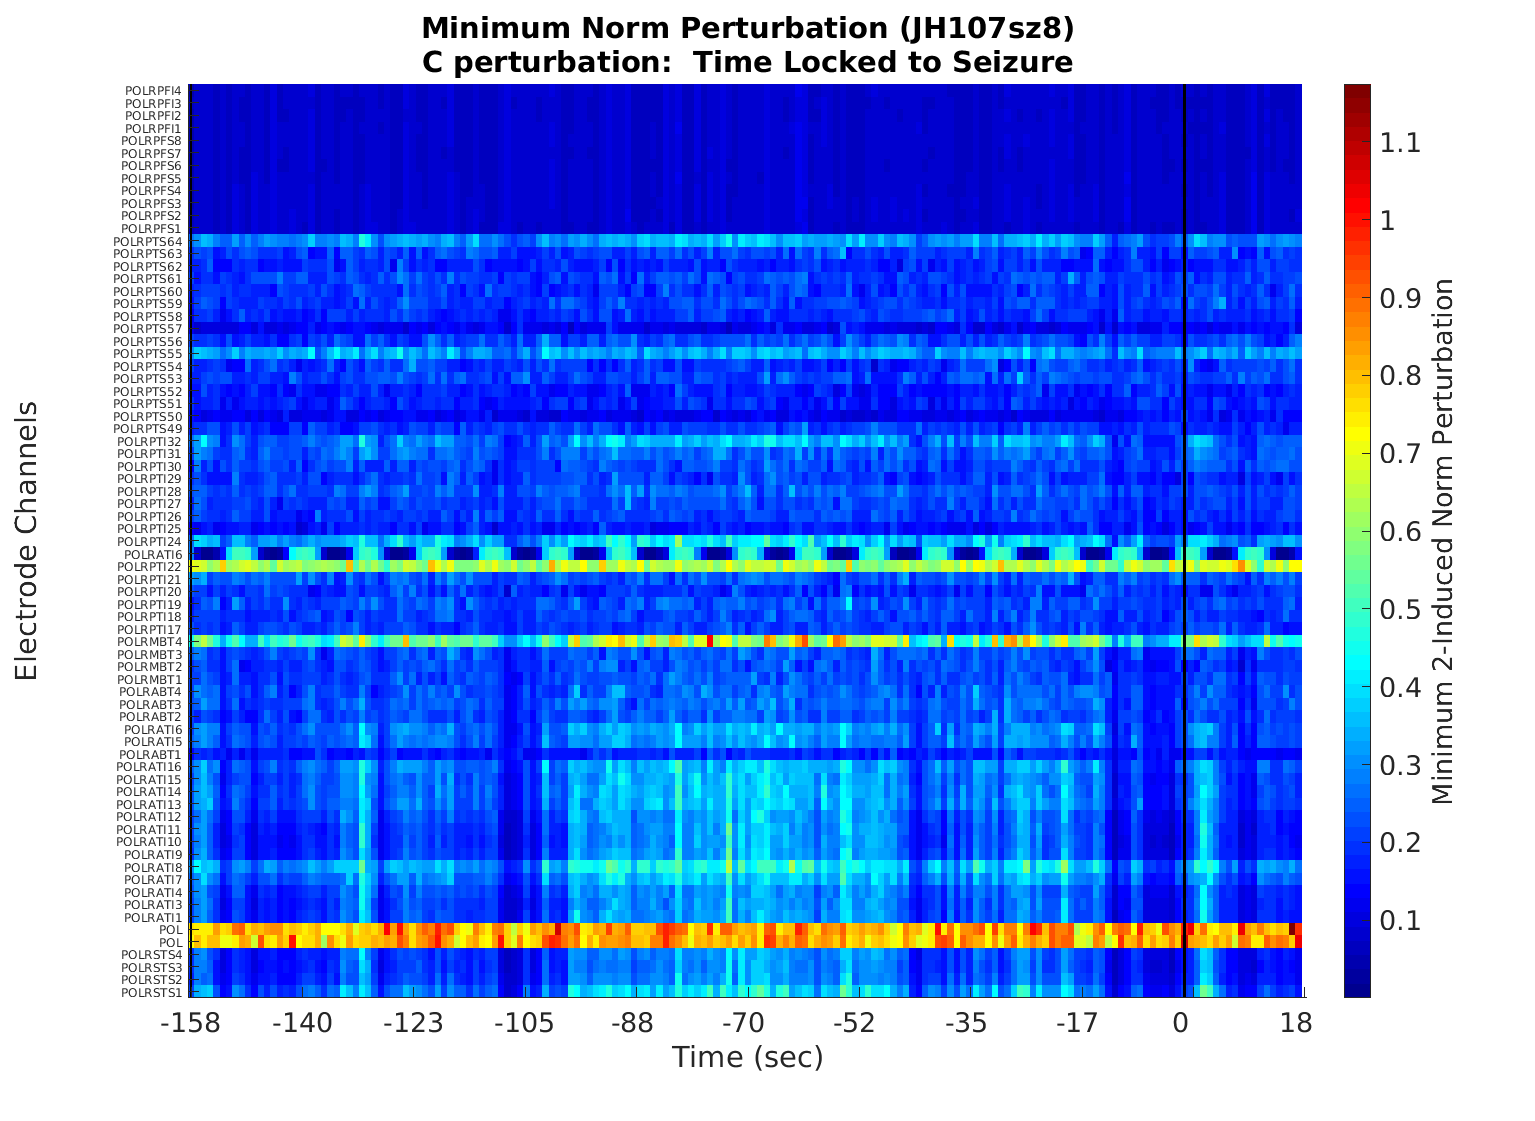 Minimum Norm Perturbation (JH107sz8)
C perturbation:  Time Locked to Seizure
Electrode Channels
POLRPFI4
POLRPFI3
POLRPFI2
POLRPFI1
POLRPFS8
POLRPFS7
POLRPFS6
POLRPFS5
POLRPFS4
POLRPFS3
POLRPFS2
POLRPFS1
POLRPTS64
POLRPTS63
POLRPTS62
POLRPTS61
POLRPTS60
POLRPTS59
POLRPTS58
POLRPTS57
POLRPTS56
POLRPTS55
POLRPTS54
POLRPTS53
POLRPTS52
POLRPTS51
POLRPTS50
POLRPTS49
POLRPTI32
POLRPTI31
POLRPTI30
POLRPTI29
POLRPTI28
POLRPTI27
POLRPTI26
POLRPTI25
POLRPTI24
POLRATI6
POLRPTI22
POLRPTI21
POLRPTI20
POLRPTI19
POLRPTI18
POLRPTI17
POLRMBT4
POLRMBT3
POLRMBT2
POLRMBT1
POLRABT4
POLRABT3
POLRABT2
POLRATI6
POLRATI5
POLRABT1
POLRATI16
POLRATI15
POLRATI14
POLRATI13
POLRATI12
POLRATI11
POLRATI10
POLRATI9
POLRATI8
POLRATI7
POLRATI4
POLRATI3
POLRATI1
POL
POL
POLRSTS4
POLRSTS3
POLRSTS2
POLRSTS1
-158 -140 -123 -105 -88 -70 -52 -35 -17 0 18
Time (sec)
1.1
1
0.9
0.8
0.7
0.6
0.5
0.4
0.3
0.2
0.1
Minimum 2-Induced Norm Perturbation